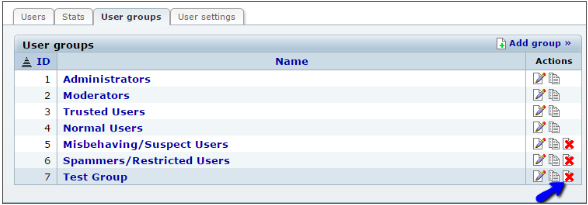 Users Stats User groups User settings
User groups Add group »
ID Name Actions
1 Administrators
2 Moderators
3 Trusted Users
4 Normal Users
5 Misbehaving/Suspect Users
6 Spammers/Restricted Users
7 Test Group